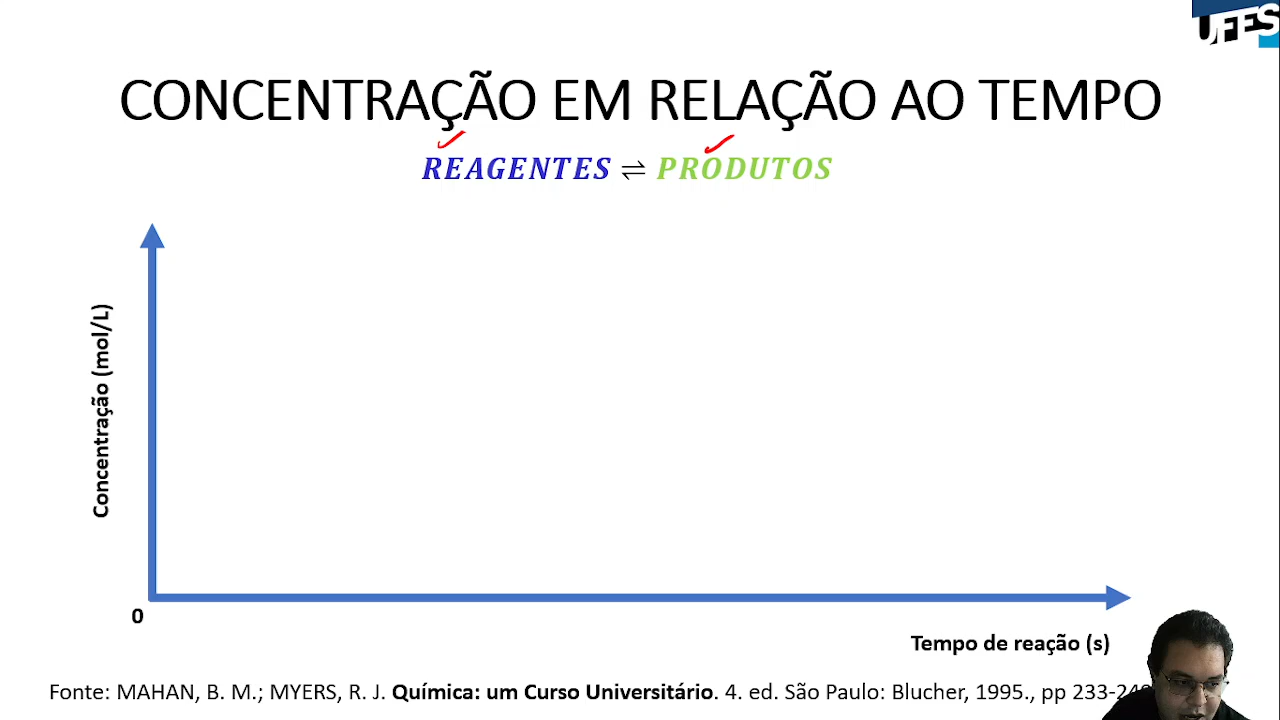 UFES
CONCENTRAÇÃO EM RELAÇÃO AO TEMPO
REAGENTES ⇌ PRODUTOS
Concentração (mol/L)
0
Tempo de reação (s)
Fonte: MAHAN, B. M.; MYERS, R. J. Química: um Curso Universitário. 4. ed. São Paulo: Blucher, 1995., pp